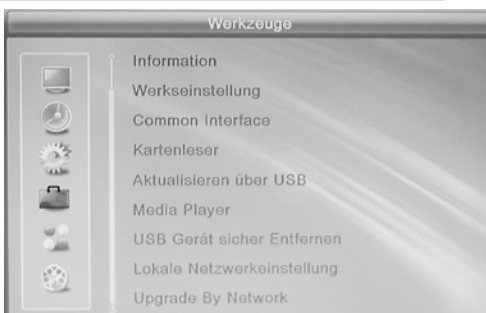 Werkzeuge
Information
Werkseinstellung
Common Interface
Kartenleser
Aktualisieren über USB
Media Player
USB Gerät sicher Entfernen
Lokale Netzwerkeinstellung
Upgrade By Network